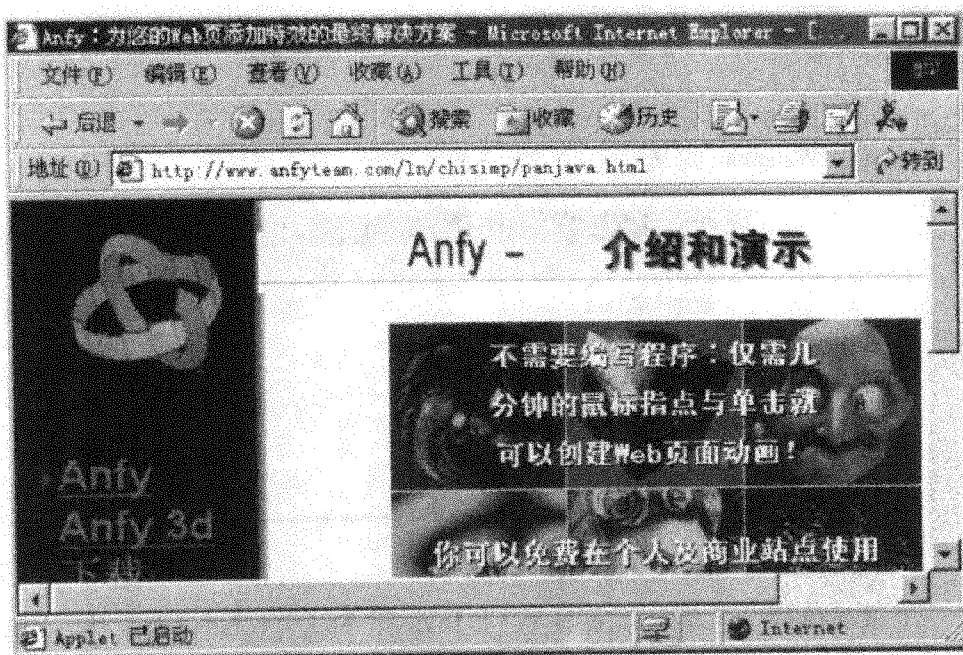 Anfy：为您的Web页添加特效的最终解决方案 - Microsoft Internet Explorer - [
文件(F) 编辑(E) 查看(V) 收藏(A) 工具(T) 帮助(H)
后退 搜索 收藏 历史
地址(D) http://www.anfyteam.com/ln/chisimp/panjava.html 转到
Anfy - 介绍和演示
不需要编写程序：仅需几
分钟的鼠标指点与单击就
可以创建Web页面动画！
Anfy
Anfy 3d
下载
你可以免费在个人及商业站点使用
Applet 已启动 Internet